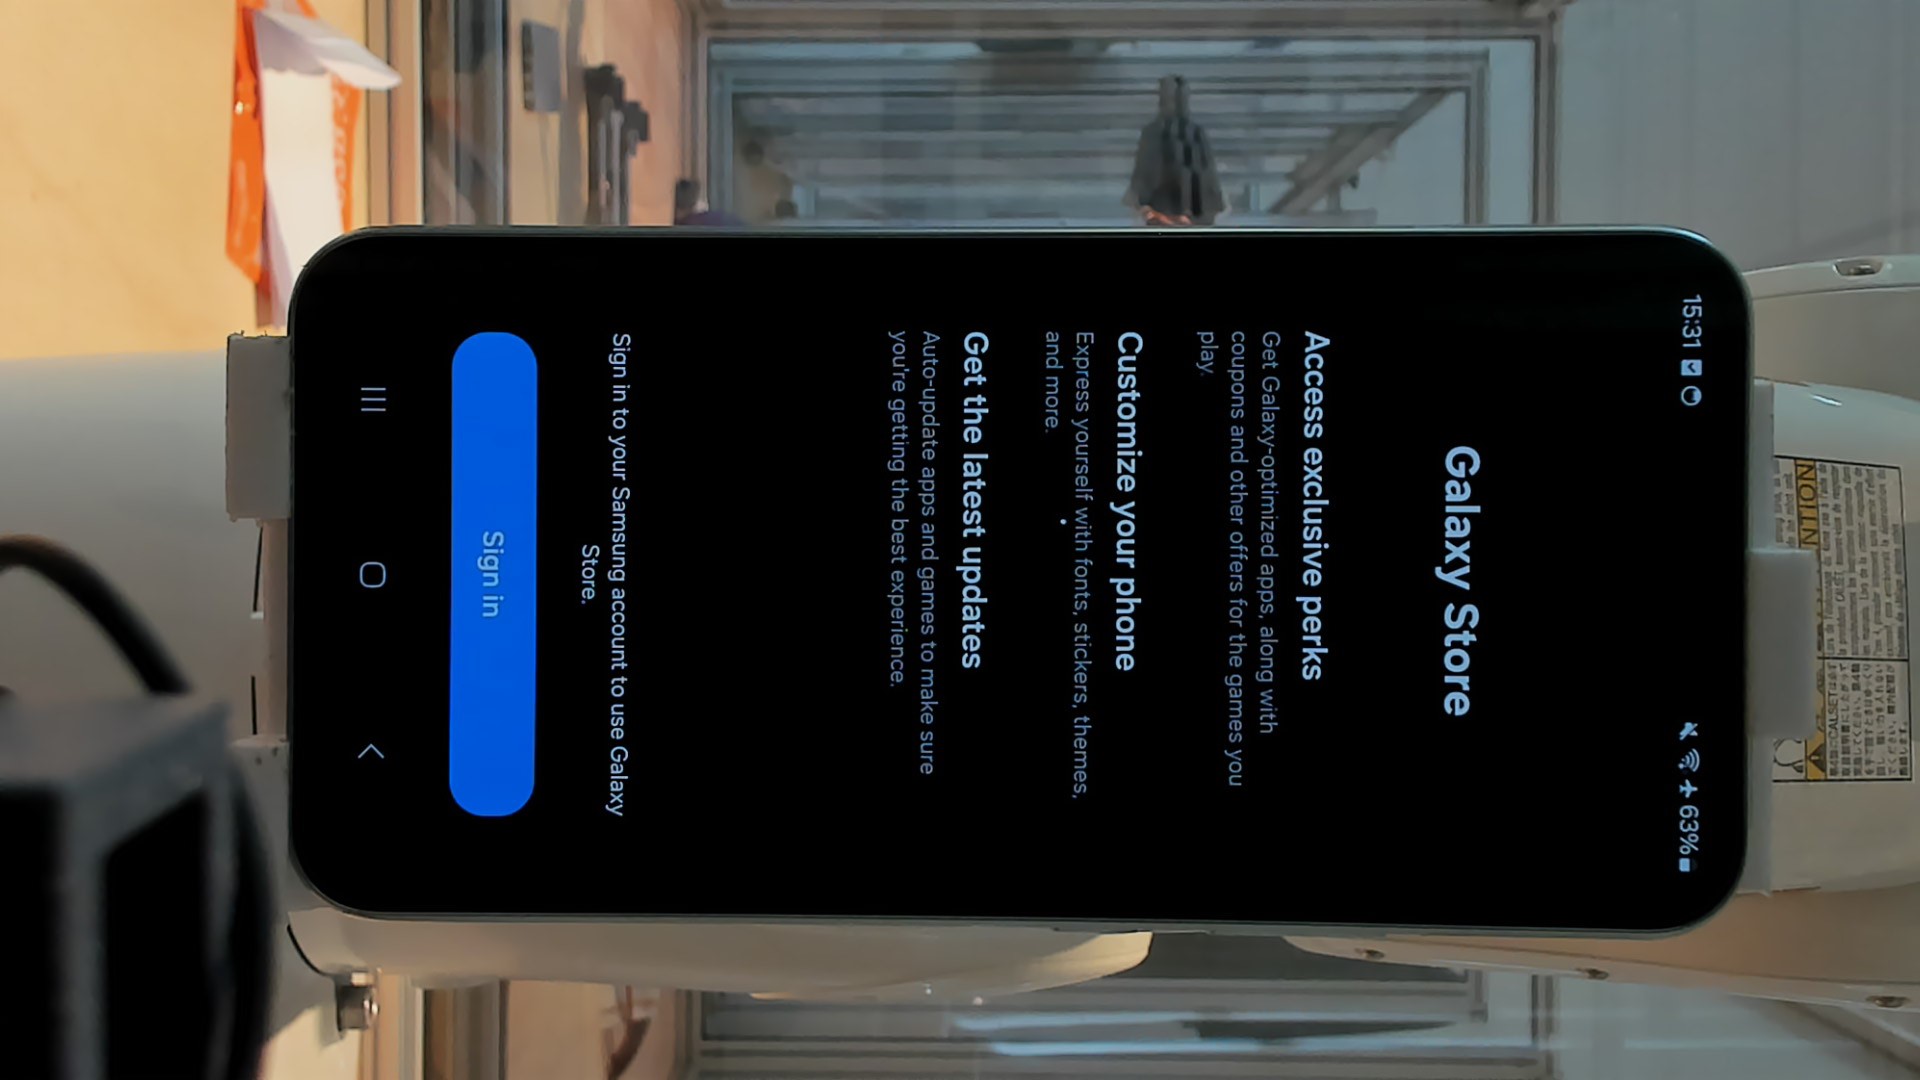 15:31
63%
Galaxy Store
Access exclusive perks
Get Galaxy-optimized apps, along with
coupons and other offers for the games you
play.
Customize your phone
Express yourself with fonts, stickers, themes,
and more.
Get the latest updates
Auto-update apps and games to make sure
you're getting the best experience.
Sign in to your Samsung account to use Galaxy
Store.
Sign in